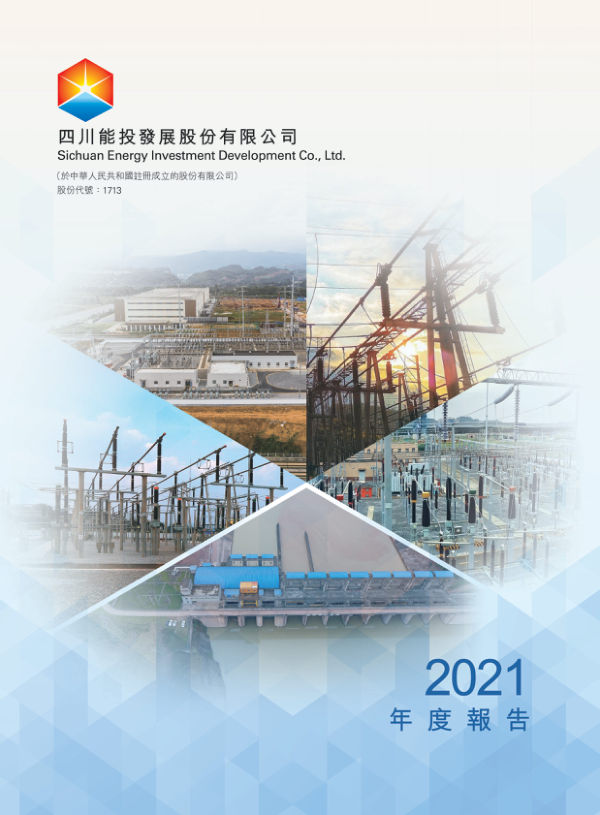 四川能投發展股份有限公司
Sichuan Energy Investment Development Co., Ltd.
(於中華人民共和國註冊成立的股份有限公司)
股份代號：1713
2021
年度報告